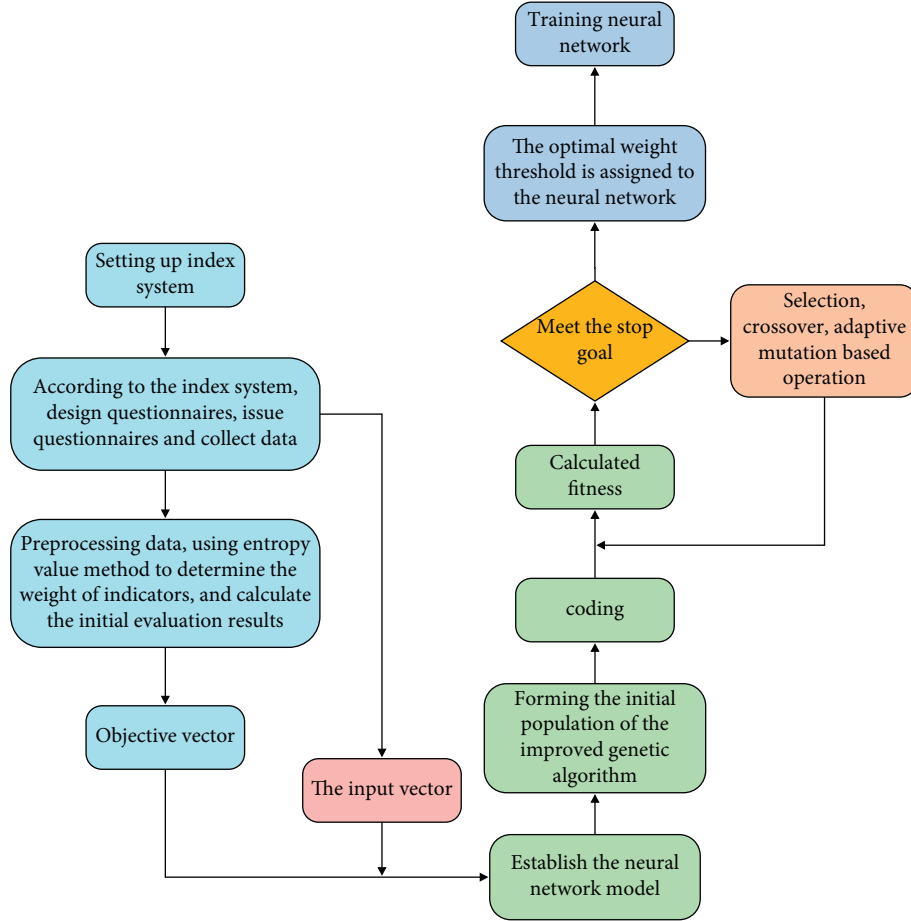 Training neural
network
The optimal weight
threshold is assigned to
the neural network
Setting up index
system
Meet the stop
goal
Selection,
crossover, adaptive
mutation based
operation
According to the index system,
design questionnaires, issue
questionnaires and collect data
Calculated
fitness
Preprocessing data, using entropy
value method to determine the
weight of indicators, and calculate
the initial evaluation results
coding
Forming the initial
population of the
improved genetic
algorithm
Objective vector
The input vector
Establish the neural
network model